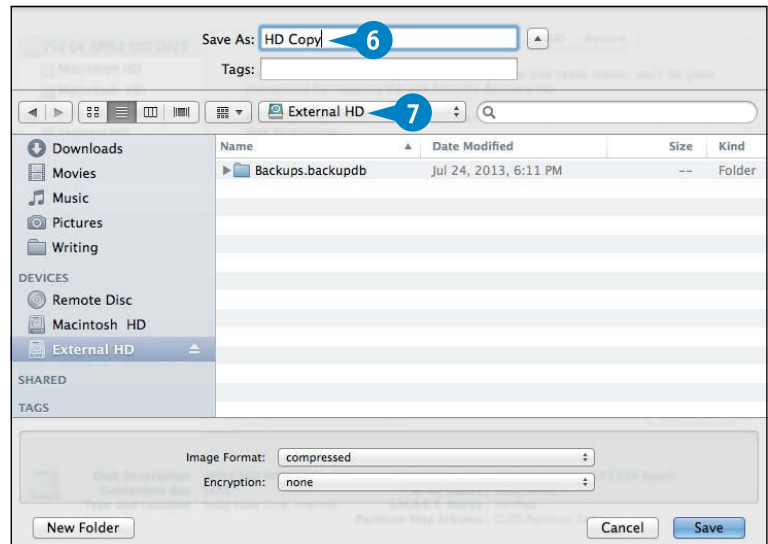 Save As: HD Copy 6
Tags:
External HD 7
Downloads
Movies
Music
Pictures
Writing
DEVICES
Remote Disc
Macintosh HD
External HD
SHARED
TAGS
Name Date Modified Size Kind
Backups.backupdb Jul 24, 2013, 6:11 PM -- Folder
Image Format: compressed
Encryption: none
New Folder Cancel Save